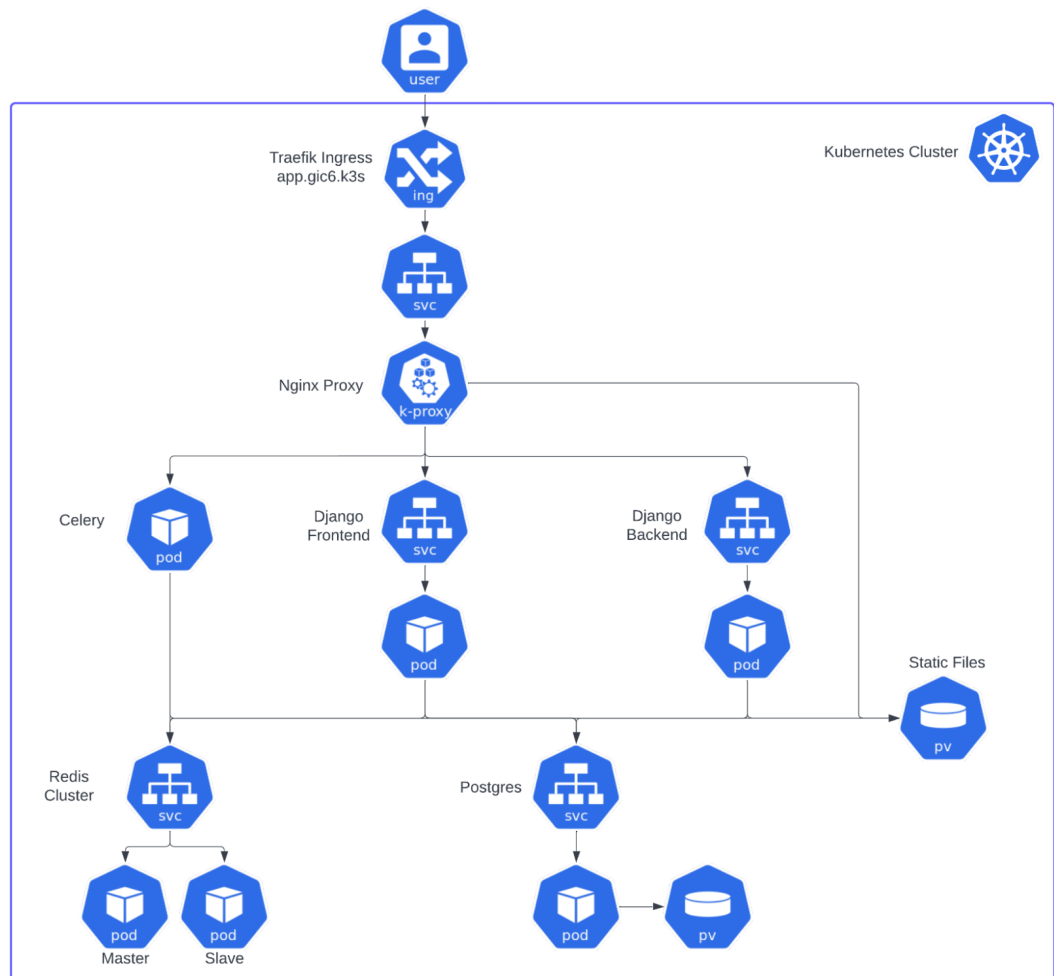 user
Kubernetes Cluster
Traefik Ingress
app.gic6.k3s
ing
svc
Nginx Proxy
k-proxy
Celery
pod
Django
Frontend
svc
Django
Backend
svc
pod
pod
Static Files
pv
Redis
Cluster
svc
Postgres
svc
pod
Master
pod
Slave
pod
pv